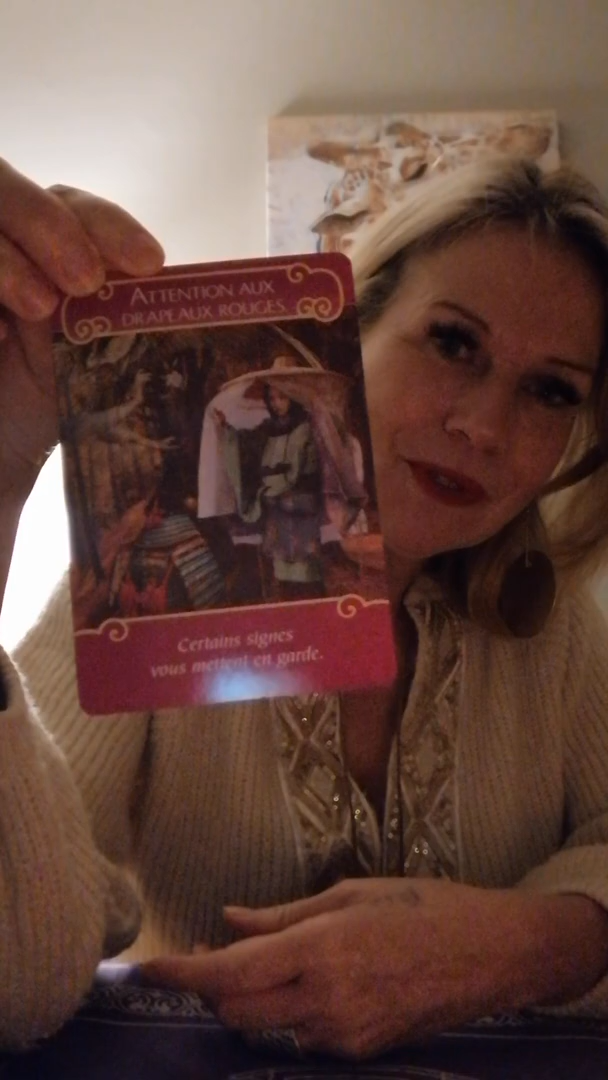 ATTENTION AUX
DRAPEAUX ROUGES
Certains signes
vous mettent en garde.